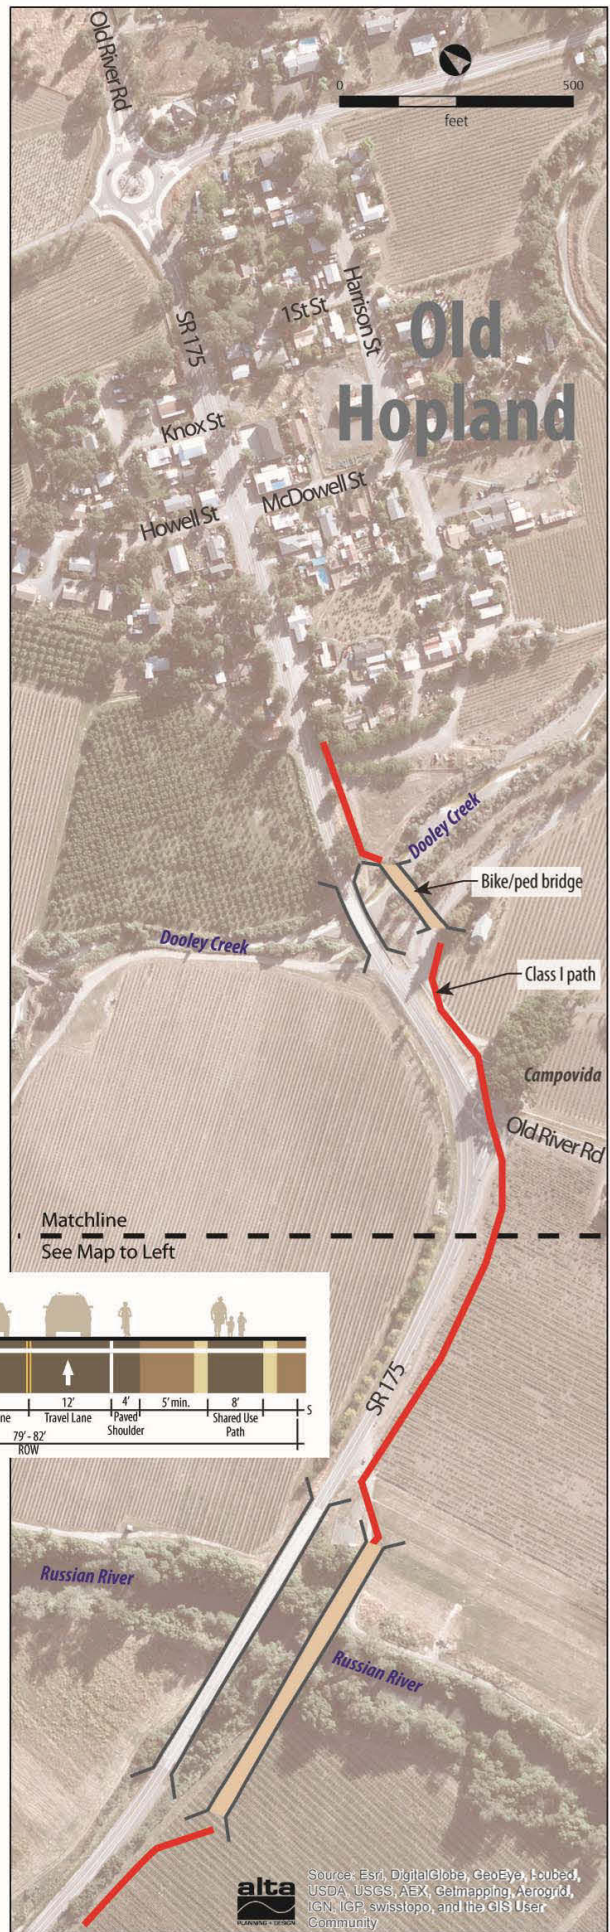 Old River Rd
0
500
feet
SR 175
1St St
Harrison St
Old
Hopland
Knox St
McDowell St
Howell St
Dooley Creek
Bike/ped bridge
Dooley Creek
Class I path
Campovida
Old River Rd
Matchline
See Map to Left
SR 175
ne
12'
Travel Lane
4'
Paved
Shoulder
5' min.
8'
Shared Use
Path
S
79' - 82'
ROW
Russian River
Russian River
alta
PLANNING + DESIGN
Source: Esri, DigitalGlobe, GeoEye, i-cubed,
USDA, USGS, AEX, Getmapping, Aerogrid,
IGN, IGP, swisstopo, and the GIS User
Community